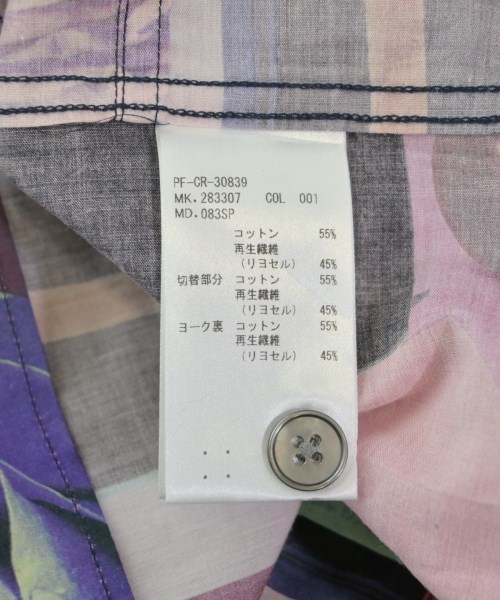 PF-CR-30839
MK.283307 COL 001
MD.083SP
コットン 55%
再生繊維
(リヨセル) 45%
切替部分 コットン 55%
再生繊維
(リヨセル) 45%
ヨーク裏 コットン 55%
再生繊維
(リヨセル) 45%